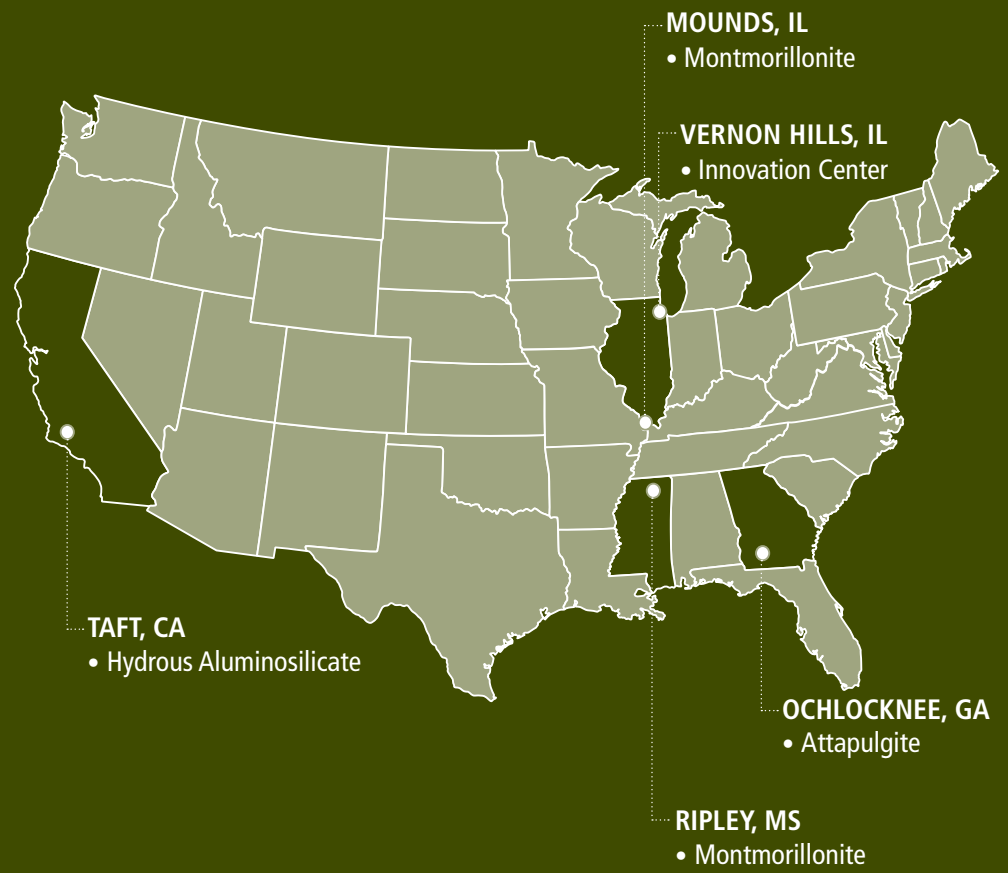 MOUNDS, IL
• Montmorillonite
VERNON HILLS, IL
• Innovation Center
TAFT, CA
• Hydrous Aluminosilicate
OCHLOCKNEE, GA
• Attapulgite
RIPLEY, MS
• Montmorillonite